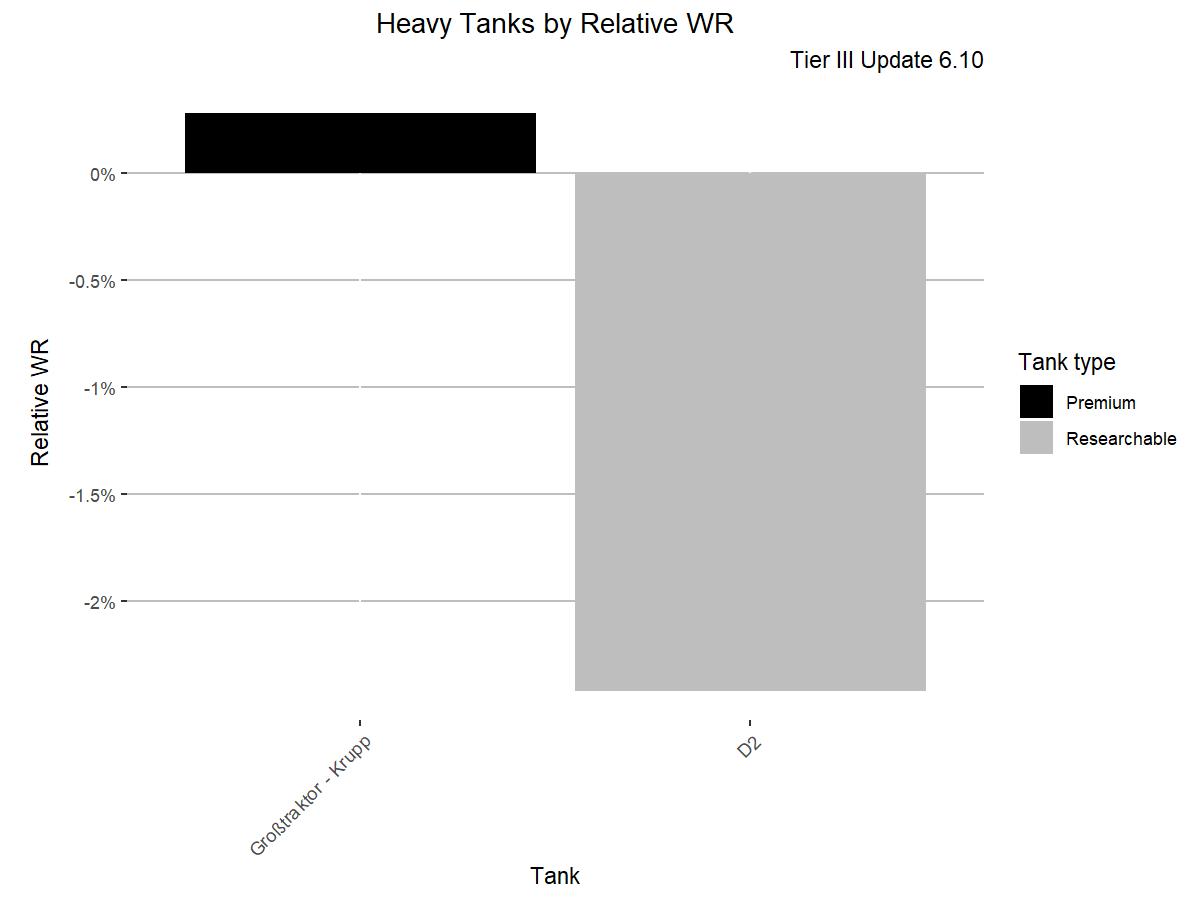 Heavy Tanks by Relative WR
Tier III Update 6.10
Relative WR
0%
-0.5%
-1%
-1.5%
-2%
Großtraktor - Krupp
D2
Tank
Tank type
Premium
Researchable